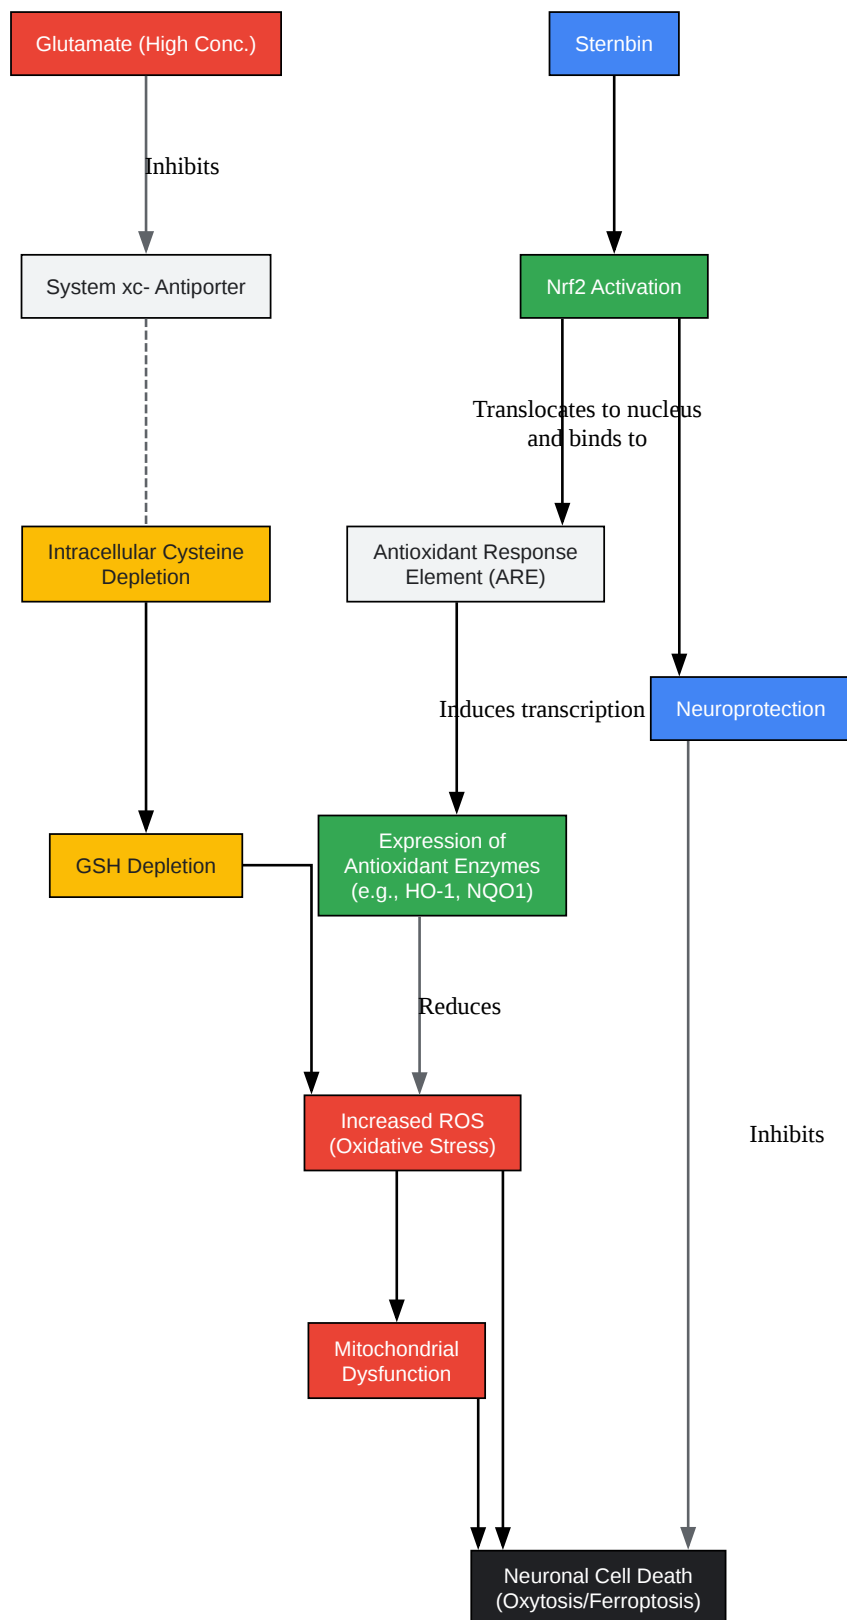 Glutamate (High Conc.)
Sternbin
Inhibits
System xc- Antiporter
Nrf2 Activation
Translocates to nucleus
and binds to
Intracellular Cysteine
Depletion
Antioxidant Response
Element (ARE)
Induces transcription
Neuroprotection
GSH Depletion
Expression of
Antioxidant Enzymes
(e.g., HO-1, NQO1)
Reduces
Increased ROS
(Oxidative Stress)
Inhibits
Mitochondrial
Dysfunction
Neuronal Cell Death
(Oxytosis/Ferroptosis)